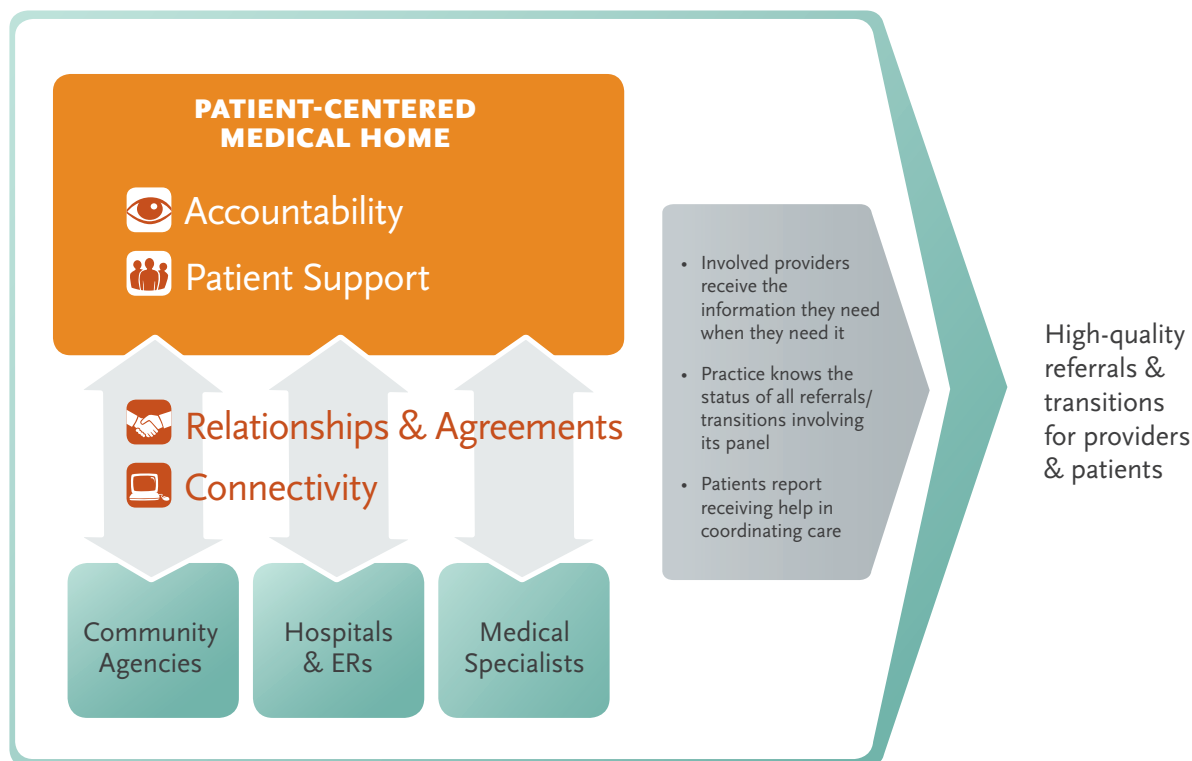 PATIENT-CENTERED
MEDICAL HOME
Accountability
Patient Support
Relationships & Agreements
Connectivity
Community
Agencies
Hospitals
& ERs
Medical
Specialists
• Involved providers
receive the
information they need
when they need it
• Practice knows the
status of all referrals/
transitions involving
its panel
• Patients report
receiving help in
coordinating care
High-quality
referrals &
transitions
for providers
& patients